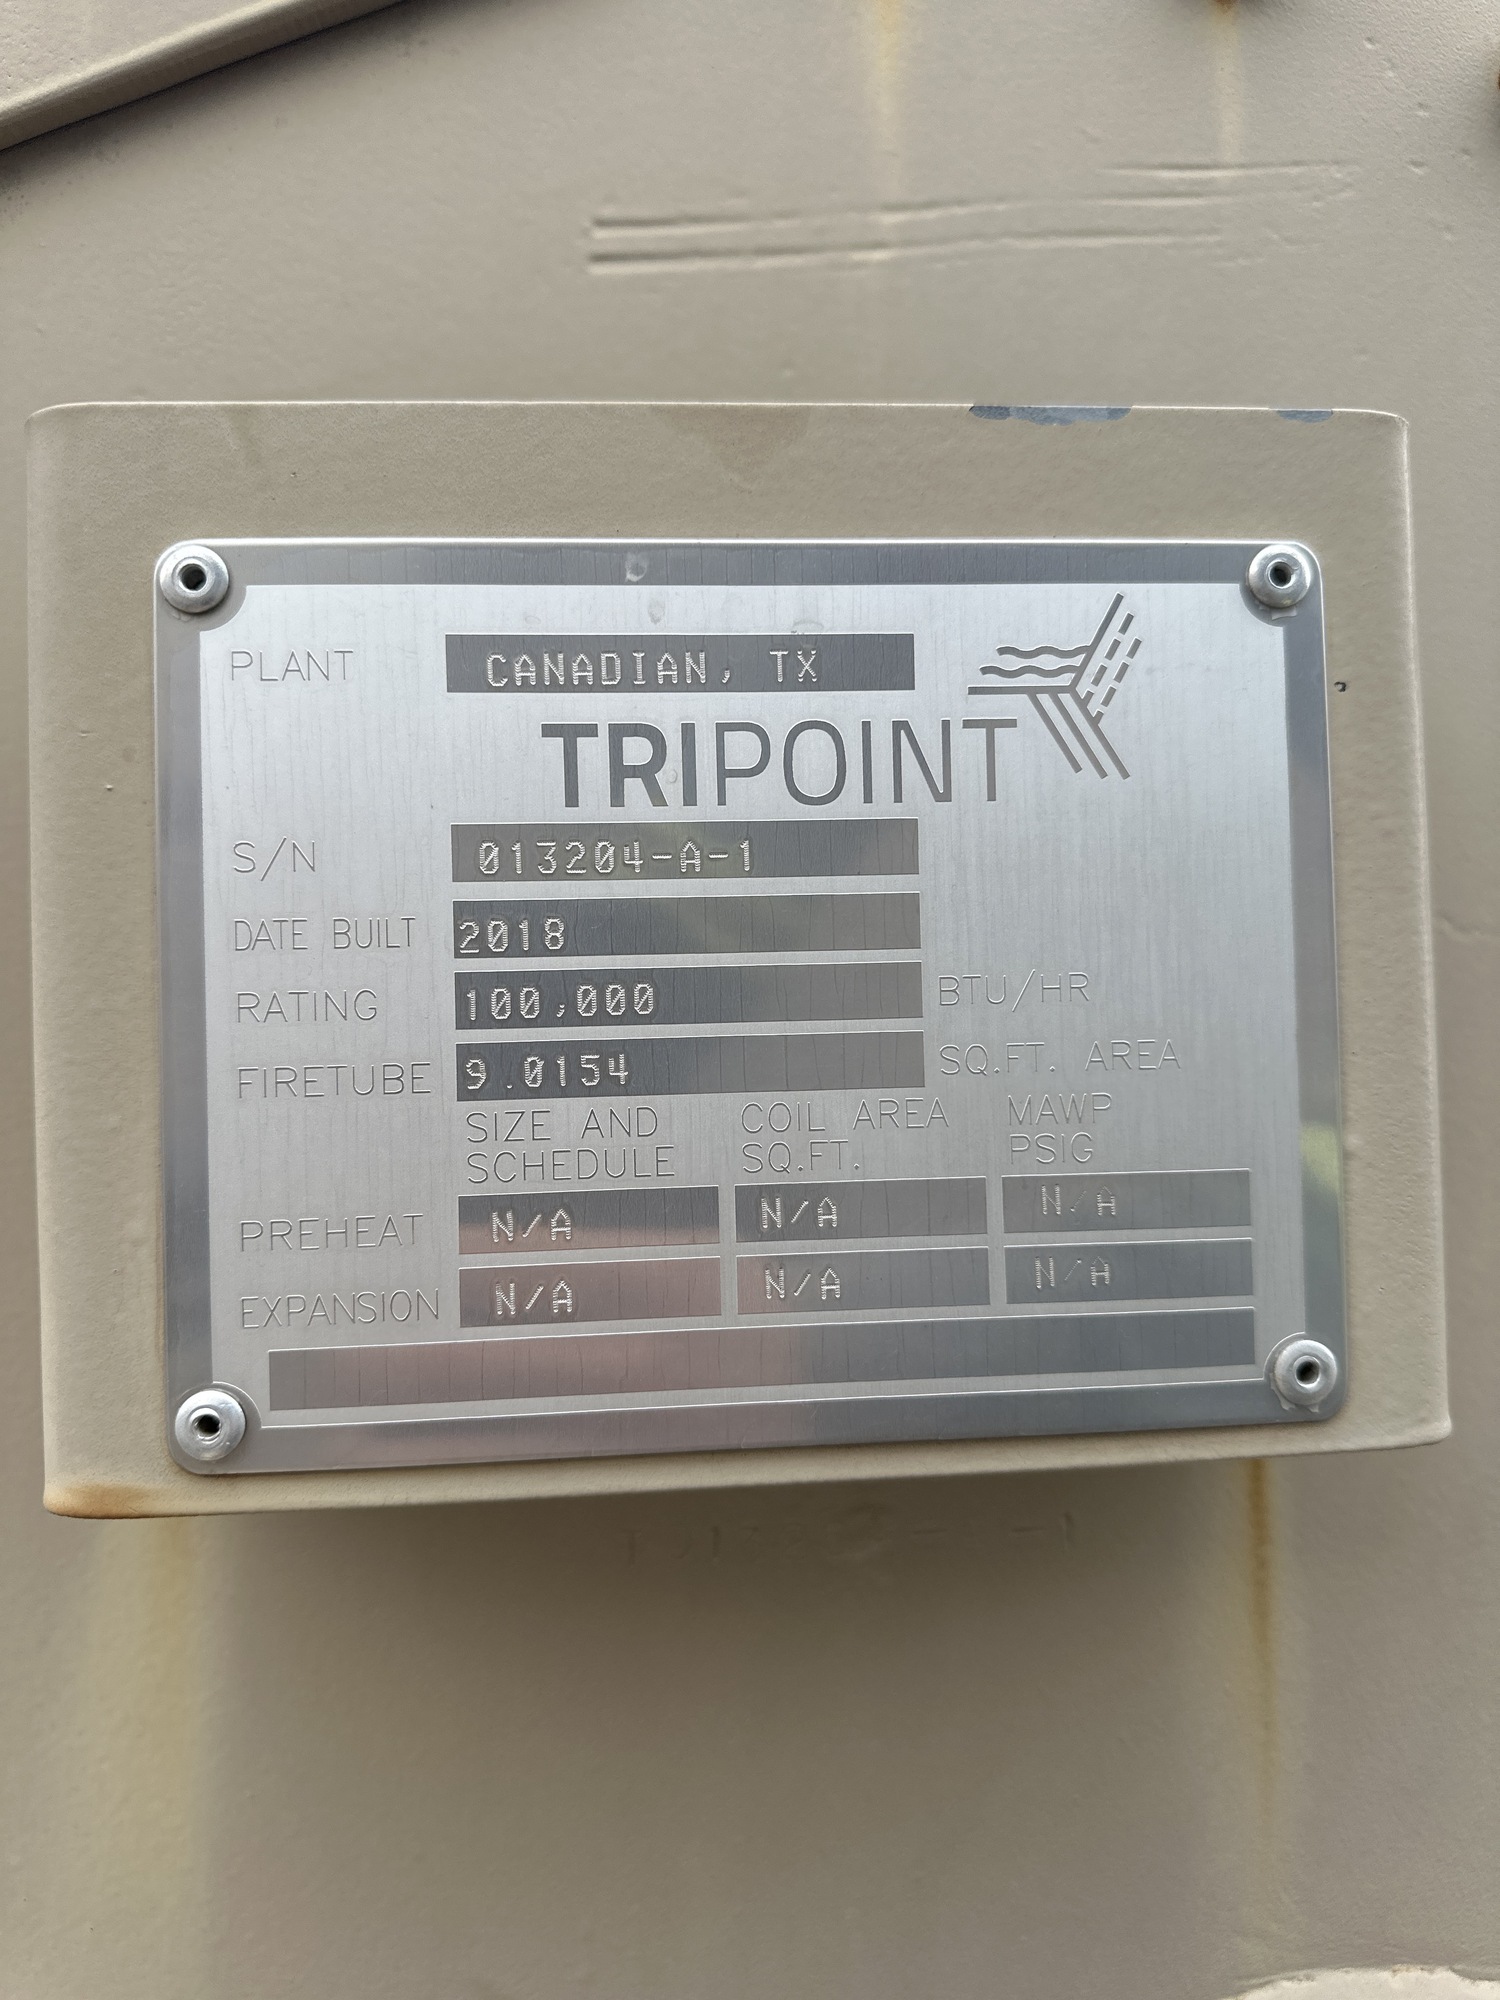 PLANT CANADIAN, TX
TRIPOINT
S/N 013204-A-1
DATE BUILT 2018
RATING 100,000 BTU/HR
FIRETUBE 9.0154 SQ.FT. AREA
SIZE AND SCHEDULE COIL AREA SQ.FT. MAWP PSIG
PREHEAT N/A N/A N/A
EXPANSION N/A N/A N/A